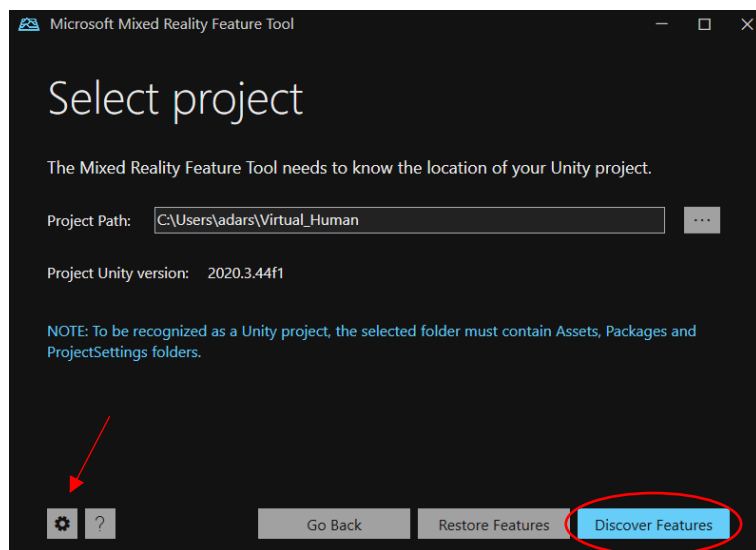 Microsoft Mixed Reality Feature Tool
Select project
The Mixed Reality Feature Tool needs to know the location of your Unity project.
Project Path: C:\Users\adars\Virtual_Human ...
Project Unity version: 2020.3.44f1
NOTE: To be recognized as a Unity project, the selected folder must contain Assets, Packages and
ProjectSettings folders.
? Go Back Restore Features Discover Features